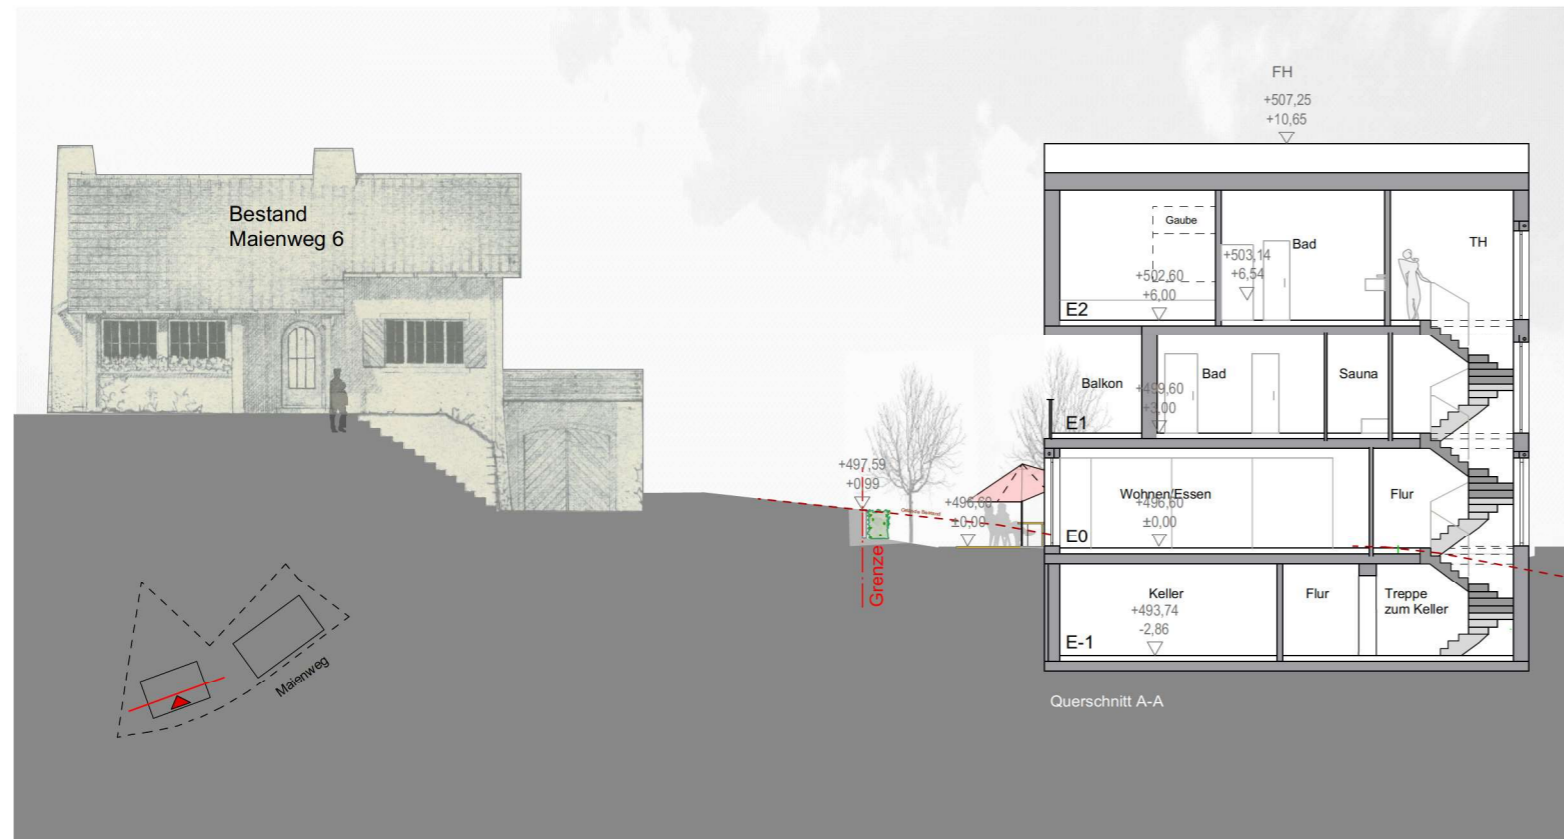 FH
+507,25
+10,65
Bestand
Maienweg 6
Gaube
Bad
TH
+503,14
+6,54
+502,60
+6,00
E2
Balkon
Bad
Sauna
+499,60
+3,00
E1
+497,59
+0,99
Gelände Bestand
+496,60
±0,00
Wohnen/Essen
Flur
+496,60
±0,00
E0
Grenze
Keller
Flur
Treppe
zum Keller
+493,74
-2,86
E-1
Maienweg
Querschnitt A-A